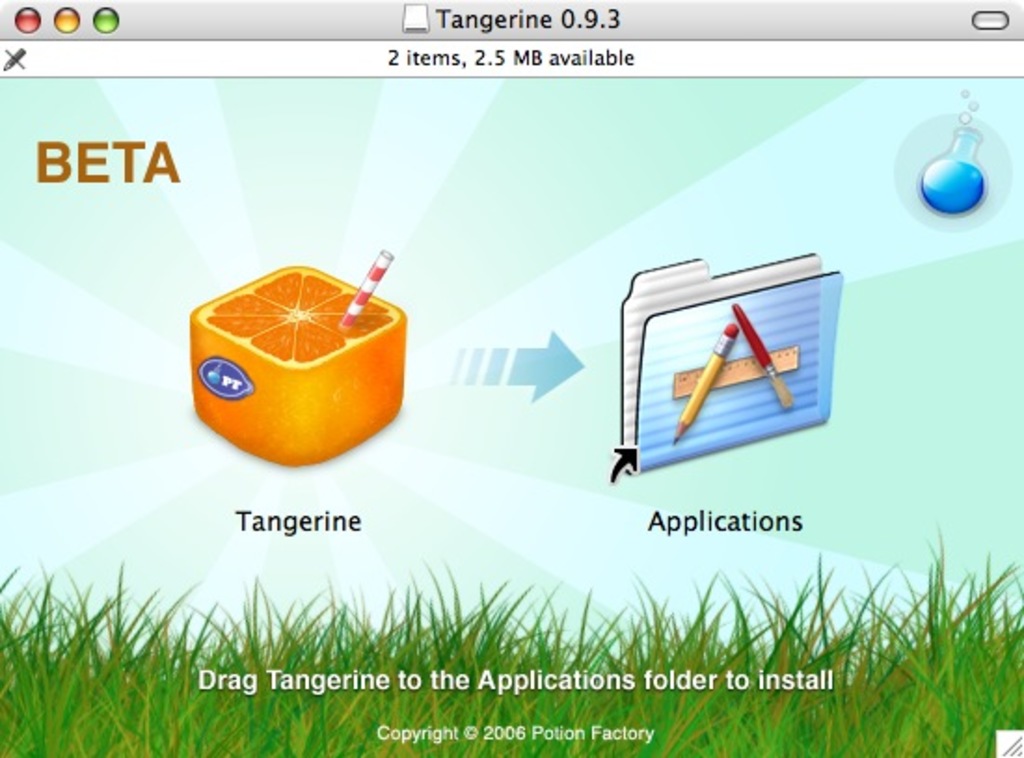 Tangerine 0.9.3
2 items, 2.5 MB available
BETA
PT
Tangerine
Applications
Drag Tangerine to the Applications folder to install
Copyright © 2006 Potion Factory